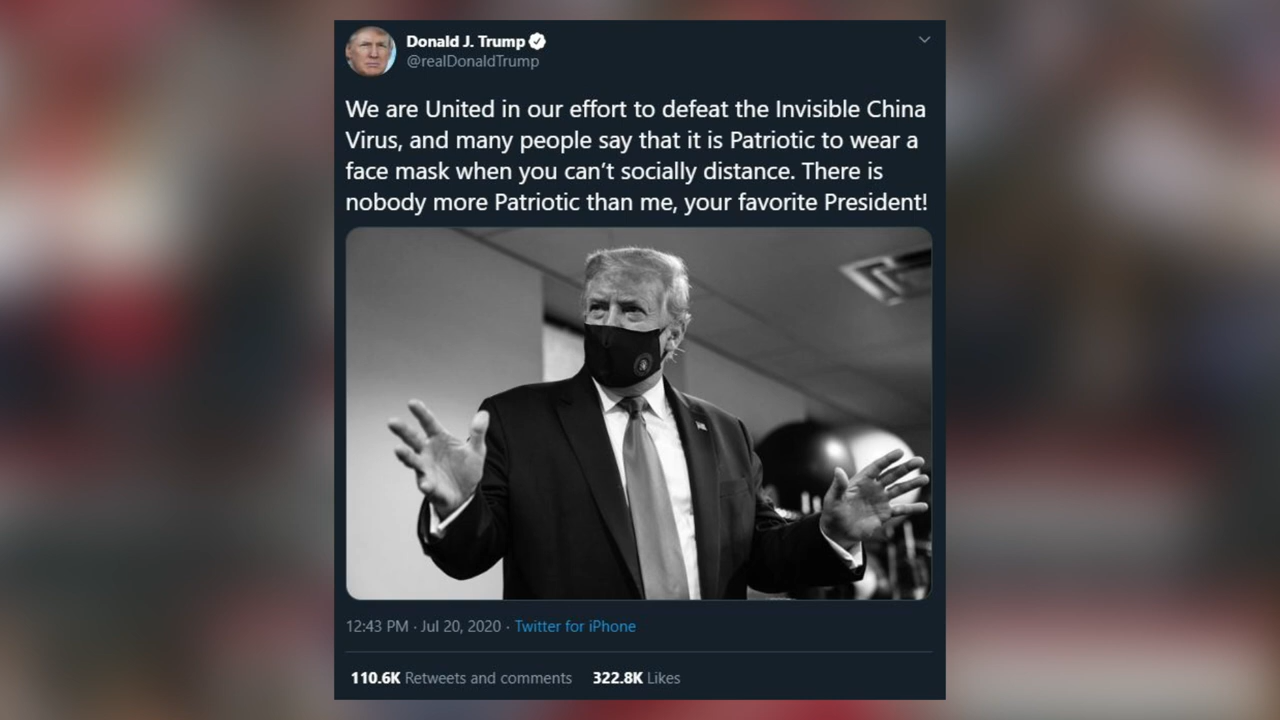 Donald J. Trump
@realDonaldTrump
We are United in our effort to defeat the Invisible China
Virus, and many people say that it is Patriotic to wear a
face mask when you can’t socially distance. There is
nobody more Patriotic than me, your favorite President!
12:43 PM · Jul 20, 2020 · Twitter for iPhone
110.6K Retweets and comments 322.8K Likes